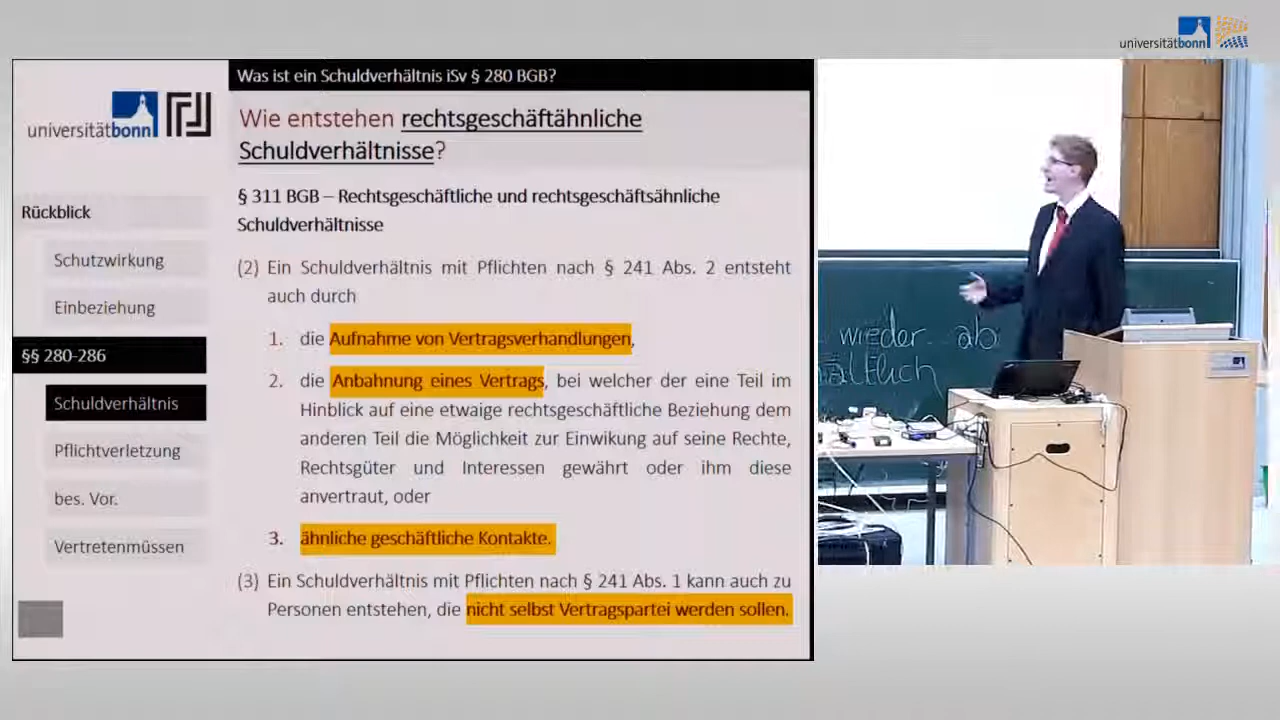 universitätbonn
Was ist ein Schuldverhältnis iSv § 280 BGB?
universitätbonn
Wie entstehen rechtsgeschäftähnliche
Schuldverhältnisse?
§ 311 BGB – Rechtsgeschäftliche und rechtsgeschäftsähnliche
Schuldverhältnisse
Rückblick
Schutzwirkung
Einbeziehung
§§ 280-286
Schuldverhältnis
Pflichtverletzung
bes. Vor.
Vertretenmüssen
(2) Ein Schuldverhältnis mit Pflichten nach § 241 Abs. 2 entsteht
auch durch
1. die Aufnahme von Vertragsverhandlungen,
2. die Anbahnung eines Vertrags, bei welcher der eine Teil im
Hinblick auf eine etwaige rechtsgeschäftliche Beziehung dem
anderen Teil die Möglichkeit zur Einwikung auf seine Rechte,
Rechtsgüter und Interessen gewährt oder ihm diese
anvertraut, oder
3. ähnliche geschäftliche Kontakte.
(3) Ein Schuldverhältnis mit Pflichten nach § 241 Abs. 1 kann auch zu
Personen entstehen, die nicht selbst Vertragspartei werden sollen.
wieder ab